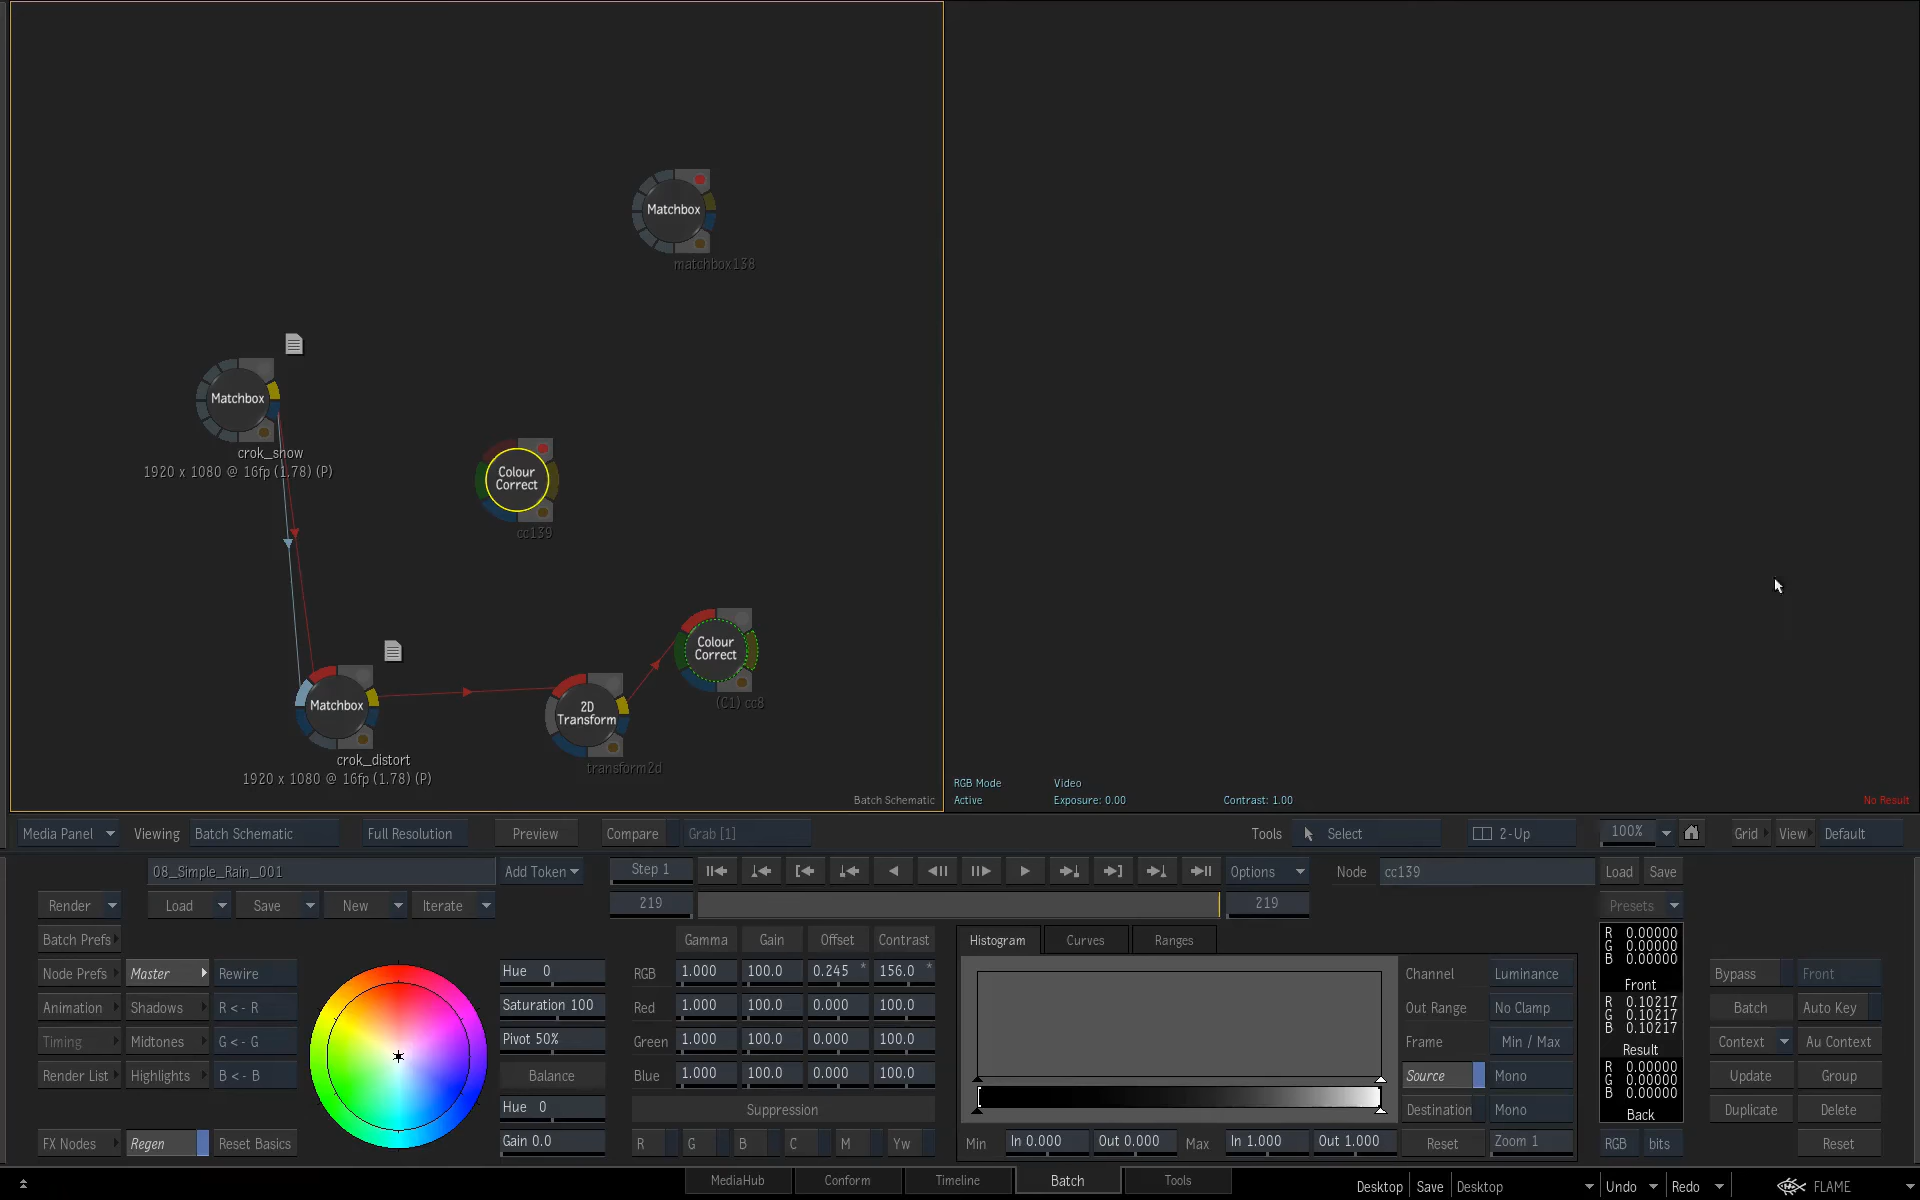 Matchbox
matchbox138
Matchbox
crok_snow
1920 x 1080 @ 16fp (1.78) (P)
Colour
Correct
cc139
Colour
Correct
(C1) cc8
Matchbox
crok_distort
1920 x 1080 @ 16fp (1.78) (P)
2D
Transform
transform2d
Batch Schematic
RGB Mode
Video
Active
Exposure: 0.00
Contrast: 1.00
No Result
Media Panel
Viewing
Batch Schematic
Full Resolution
Preview
Compare
Grab [1]
Tools
Select
2-Up
100%
Grid
View
Default
08_Simple_Rain_001
Add Token
Step 1
Options
Node
cc139
Load
Save
Render
Load
Save
New
Iterate
219
219
Presets
Batch Prefs
Gamma
Gain
Offset
Contrast
Histogram
Curves
Ranges
R 0.00000
G 0.00000
B 0.00000
Front
Node Prefs
Master
Rewire
Hue 0
RGB
1.000
100.0
0.245 *
156.0 *
Channel
Luminance
Bypass
Front
Animation
Shadows
R <- R
Saturation 100
Red
1.000
100.0
0.000
100.0
Out Range
No Clamp
R 0.10217
G 0.10217
B 0.10217
Result
Batch
Auto Key
Timing
Midtones
G <- G
Pivot 50%
Green
1.000
100.0
0.000
100.0
Frame
Min / Max
Context
Au Context
Render List
Highlights
B <- B
Balance
Blue
1.000
100.0
0.000
100.0
Source
Mono
R 0.00000
G 0.00000
B 0.00000
Back
Update
Group
Hue 0
Suppression
Destination
Mono
Duplicate
Delete
FX Nodes
Regen
Reset Basics
Gain 0.0
R
G
B
C
M
Yw
Min
In 0.000
Out 0.000
Max
In 1.000
Out 1.000
Reset
Zoom 1
RGB
bits
Reset
MediaHub
Conform
Timeline
Batch
Tools
Desktop
Save
Desktop
Undo
Redo
FLAME